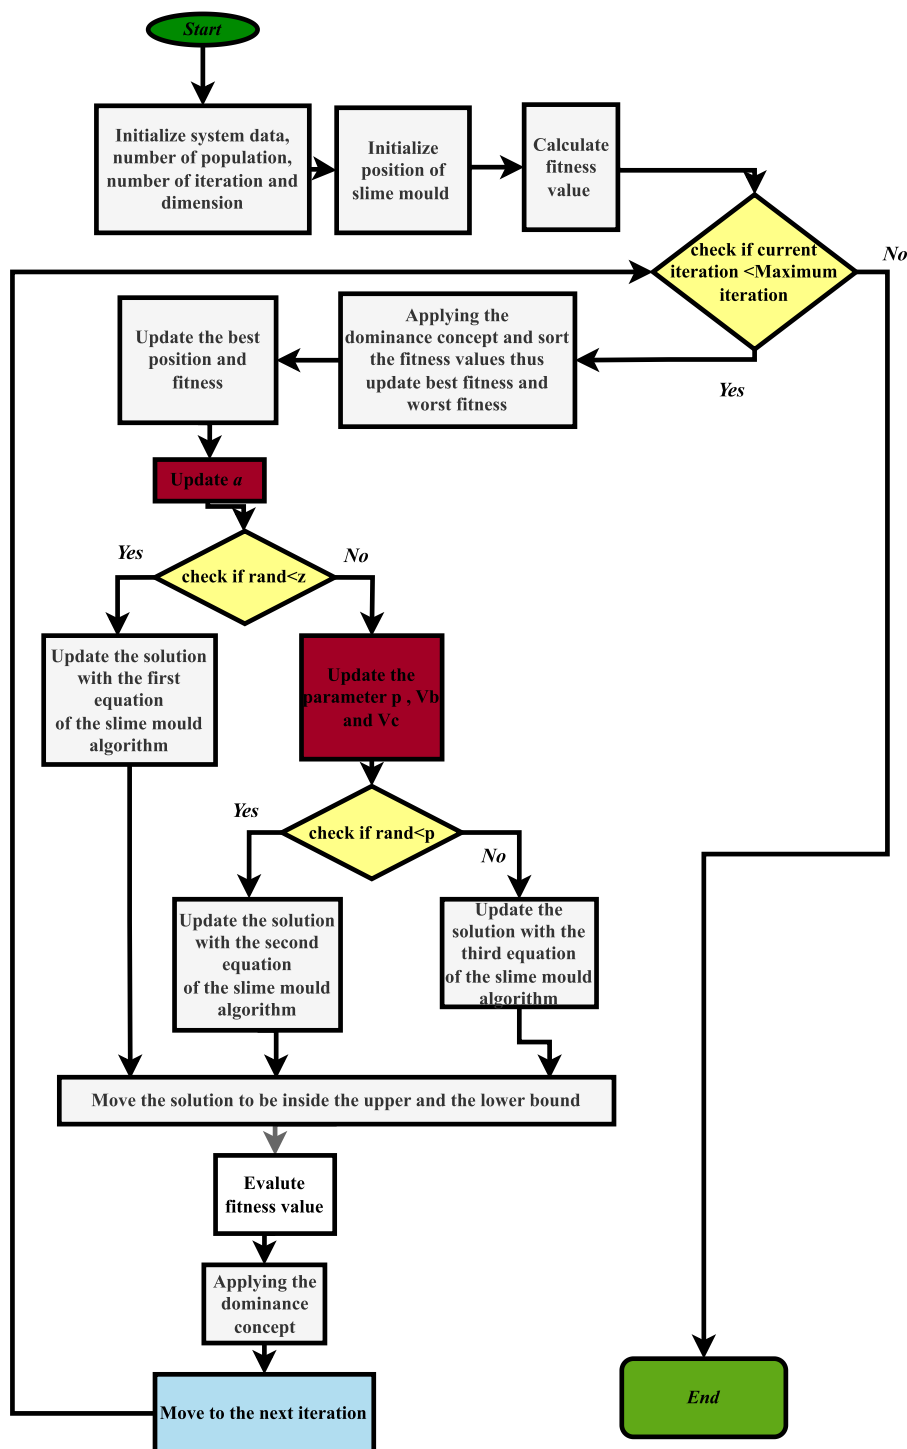 Start
Initialize system data,
number of population,
number of iteration and
dimension
Initialize
position of
slime mould
Calculate
fitness
value
check if current
iteration <Maximum
iteration
No
Yes
Applying the
dominance concept and sort
the fitness values thus
update best fitness and
worst fitness
Update the best
position and
fitness
Update a
check if rand<z
Yes
No
Update the solution
with the first
equation
of the slime mould
algorithm
Update the
parameter p , Vb
and Vc
check if rand<p
Yes
No
Update the solution
with the second
equation
of the slime mould
algorithm
Update the
solution with the
third equation
of the slime mould
algorithm
Move the solution to be inside the upper and the lower bound
Evalute
fitness value
Applying the
dominance
concept
Move to the next iteration
End